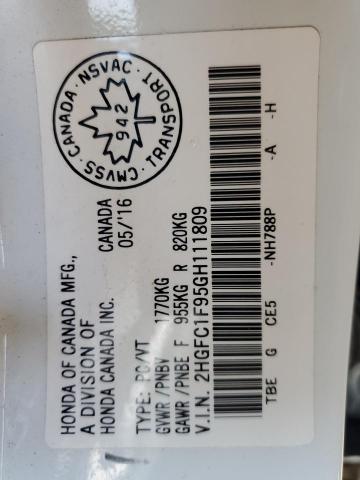 HONDA OF CANADA MFG.,
A DIVISION OF
HONDA CANADA INC.
CANADA
05/'16
CMVSS·CANADA·NSVAC·TRANSPORT·
942
TYPE: PC/VT
GVWR/PNBV 1770KG
GAWR/PNBE F 955KG R 820KG
V.I.N. 2HGFC1F95GH111809
TBE G CE5 -NH788P -A -H